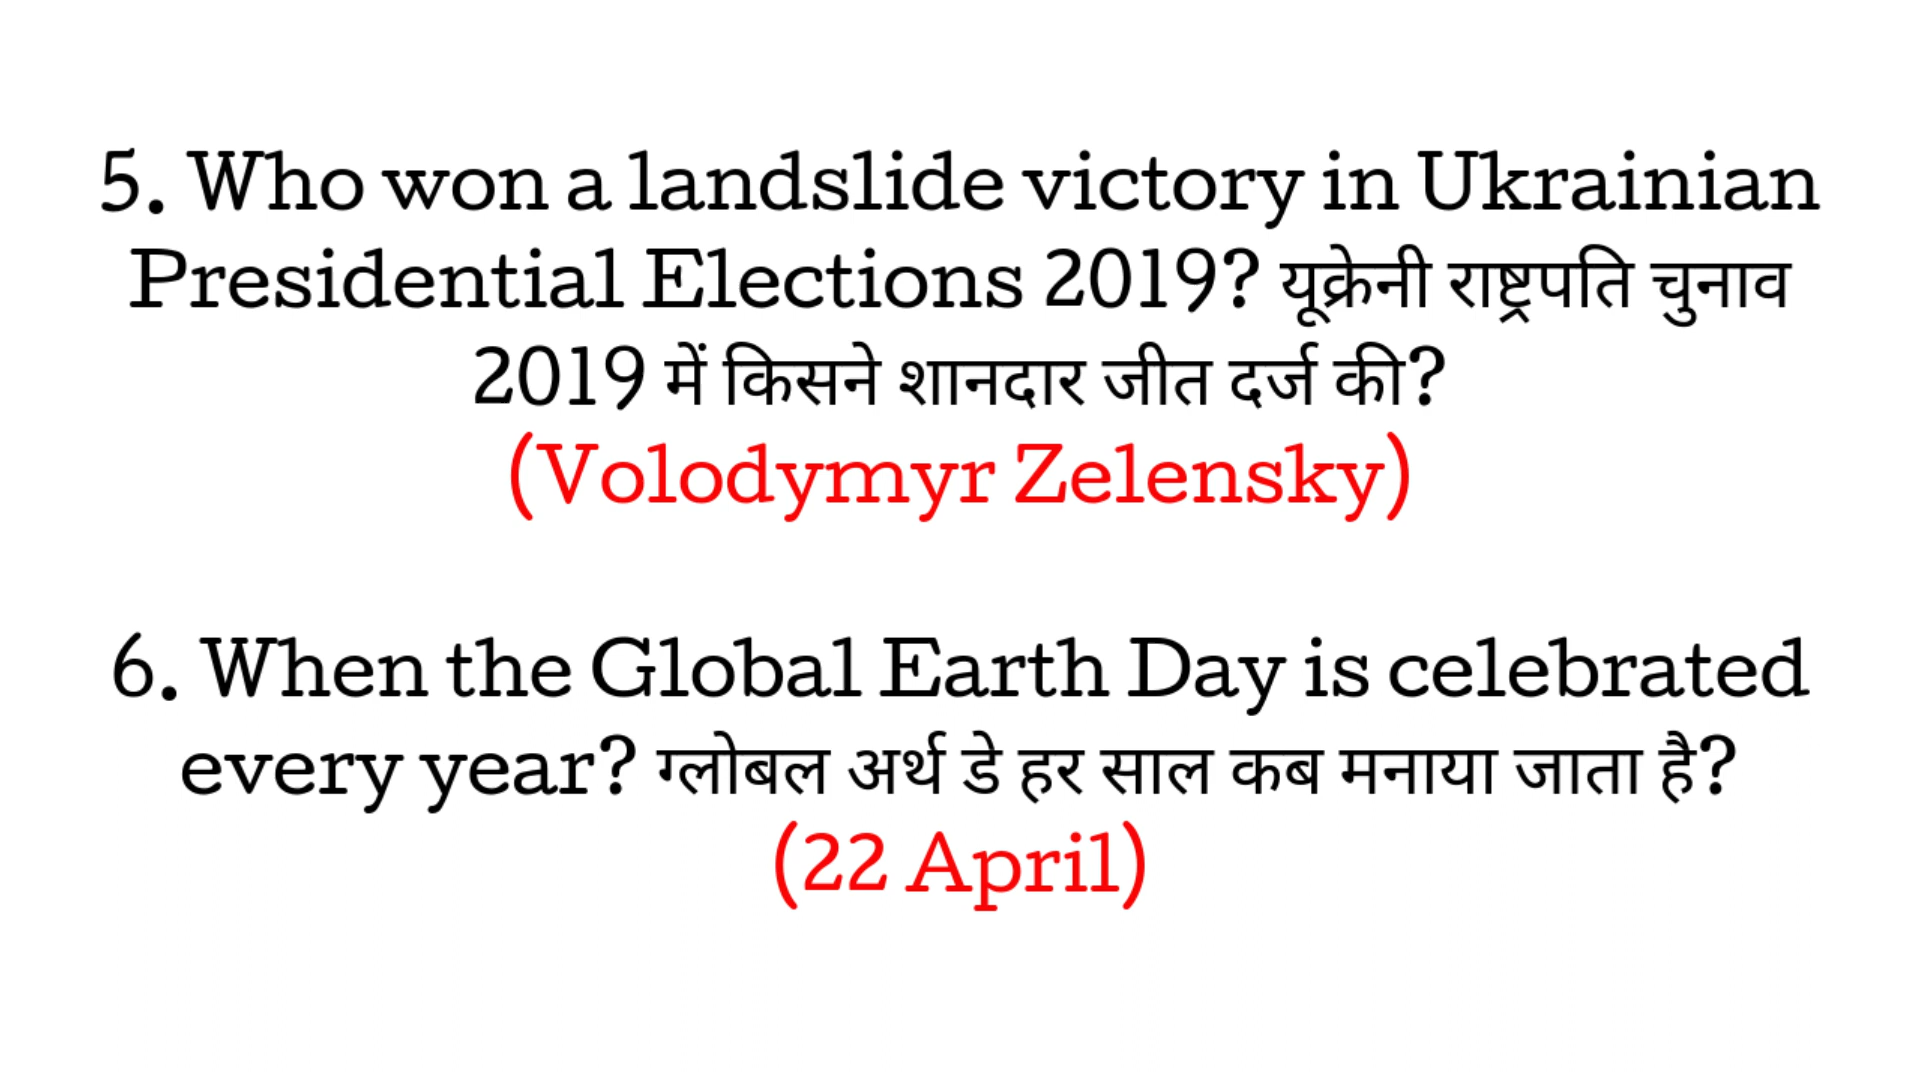 5. Who won a landslide victory in Ukrainian
Presidential Elections 2019? यूक्रेनी राष्ट्रपति चुनाव
2019 में किसने शानदार जीत दर्ज की?
(Volodymyr Zelensky)
6. When the Global Earth Day is celebrated
every year? ग्लोबल अर्थ डे हर साल कब मनाया जाता है?
(22 April)